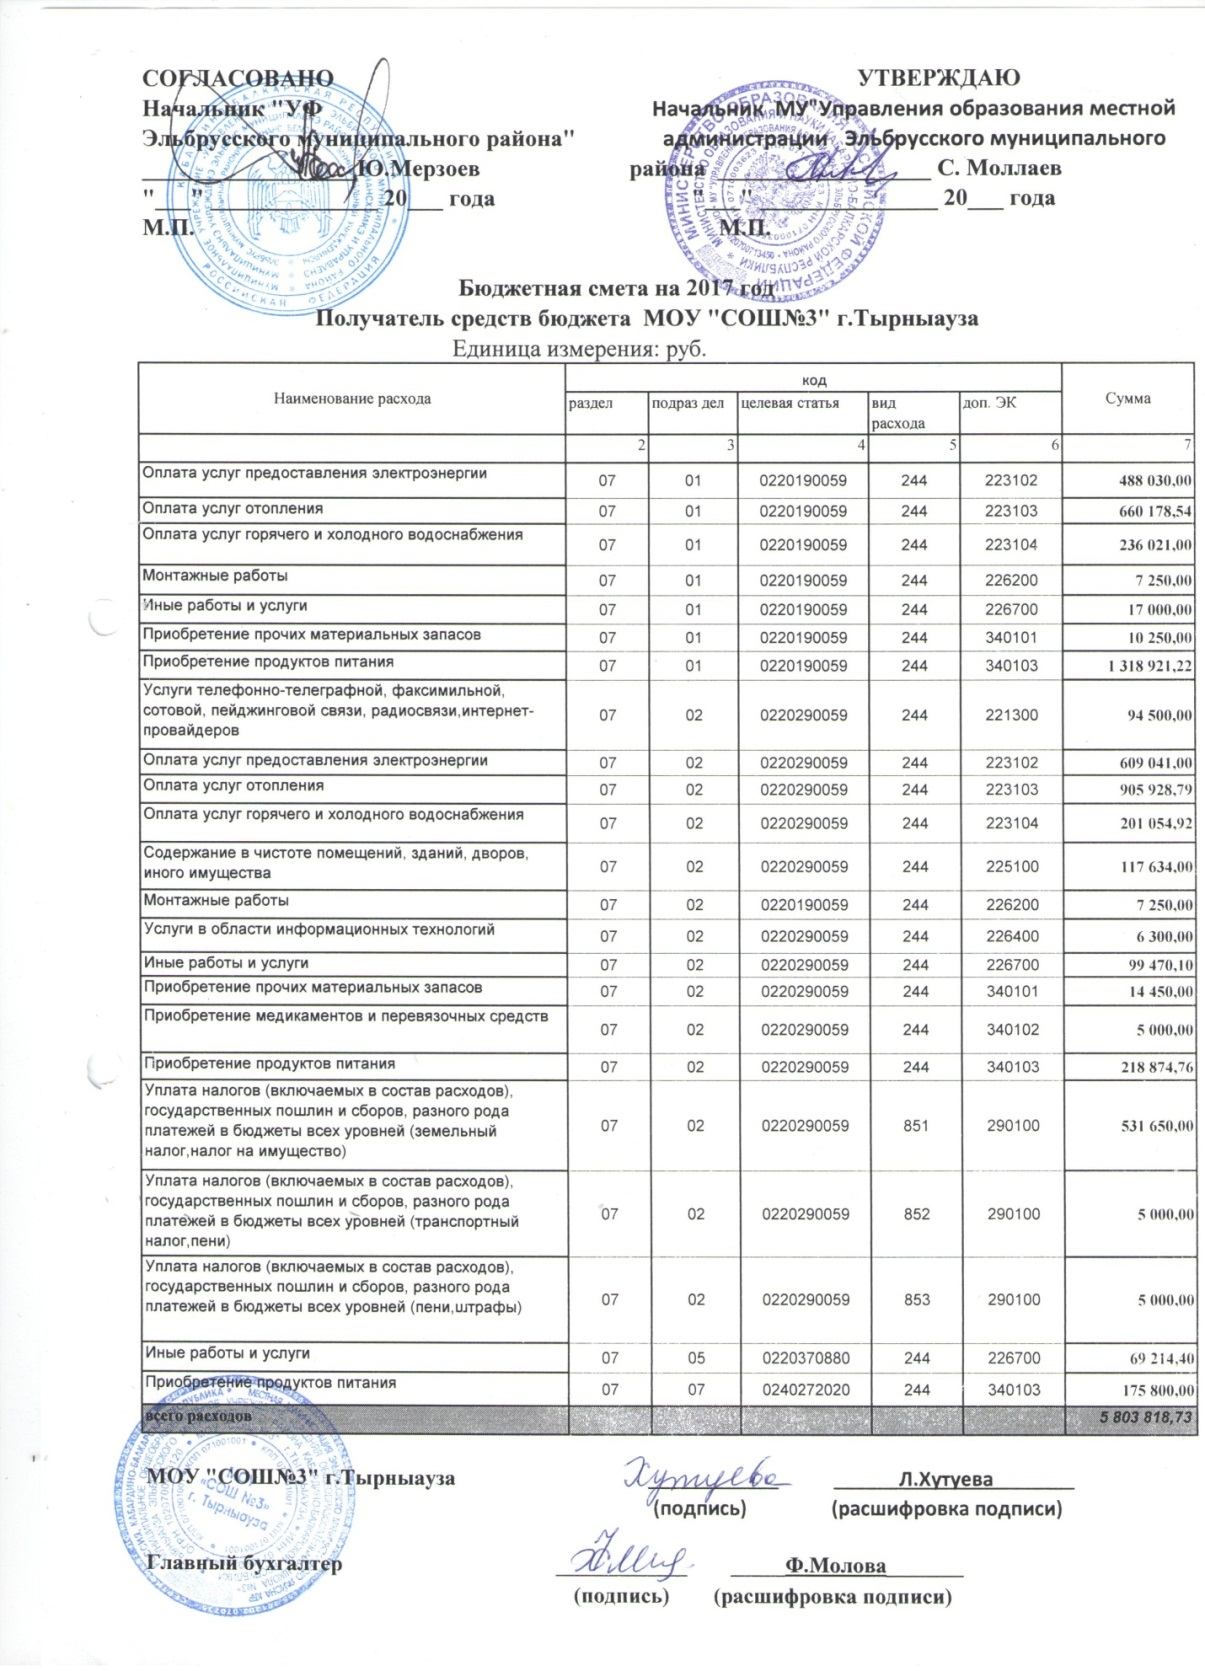 СОГЛАСОВАНО
Начальник "УФ
Эльбрусского муниципального района"
Ю.Мерзоев
"___" 20___ года
М.П.
УТВЕРЖДАЮ
Начальник МУ"Управления образования местной
администрации Эльбрусского муниципального
района С. Моллаев
"___" 20___ года
М.П.
Бюджетная смета на 2017 год
Получатель средств бюджета МОУ "СОШ№3" г.Тырныауза
Единица измерения: руб.
Наименование расхода код Сумма
раздел подраз дел целевая статья вид расхода доп. ЭК
2 3 4 5 6 7
Оплата услуг предоставления электроэнергии 07 01 0220190059 244 223102 488 030,00
Оплата услуг отопления 07 01 0220190059 244 223103 660 178,54
Оплата услуг горячего и холодного водоснабжения 07 01 0220190059 244 223104 236 021,00
Монтажные работы 07 01 0220190059 244 226200 7 250,00
Иные работы и услуги 07 01 0220190059 244 226700 17 000,00
Приобретение прочих материальных запасов 07 01 0220190059 244 340101 10 250,00
Приобретение продуктов питания 07 01 0220190059 244 340103 1 318 921,22
Услуги телефонно-телеграфной, факсимильной,
сотовой, пейджинговой связи, радиосвязи,интернет-
провайдеров 07 02 0220290059 244 221300 94 500,00
Оплата услуг предоставления электроэнергии 07 02 0220290059 244 223102 609 041,00
Оплата услуг отопления 07 02 0220290059 244 223103 905 928,79
Оплата услуг горячего и холодного водоснабжения 07 02 0220290059 244 223104 201 054,92
Содержание в чистоте помещений, зданий, дворов,
иного имущества 07 02 0220290059 244 225100 117 634,00
Монтажные работы 07 02 0220190059 244 226200 7 250,00
Услуги в области информационных технологий 07 02 0220290059 244 226400 6 300,00
Иные работы и услуги 07 02 0220290059 244 226700 99 470,10
Приобретение прочих материальных запасов 07 02 0220290059 244 340101 14 450,00
Приобретение медикаментов и перевязочных средств 07 02 0220290059 244 340102 5 000,00
Приобретение продуктов питания 07 02 0220290059 244 340103 218 874,76
Уплата налогов (включаемых в состав расходов),
государственных пошлин и сборов, разного рода
платежей в бюджеты всех уровней (земельный
налог,налог на имущество) 07 02 0220290059 851 290100 531 650,00
Уплата налогов (включаемых в состав расходов),
государственных пошлин и сборов, разного рода
платежей в бюджеты всех уровней (транспортный
налог,пени) 07 02 0220290059 852 290100 5 000,00
Уплата налогов (включаемых в состав расходов),
государственных пошлин и сборов, разного рода
платежей в бюджеты всех уровней (пени,штрафы) 07 02 0220290059 853 290100 5 000,00
Иные работы и услуги 07 05 0220370880 244 226700 69 214,40
Приобретение продуктов питания 07 07 0240272020 244 340103 175 800,00
всего расходов 5 803 818,73
МОУ "СОШ№3" г.Тырныауза Хутуева Л.Хутуева
(подпись) (расшифровка подписи)
«СОШ №3»
г. Тырныауза
Главный бухгалтер Ф.Молова
(подпись) (расшифровка подписи)